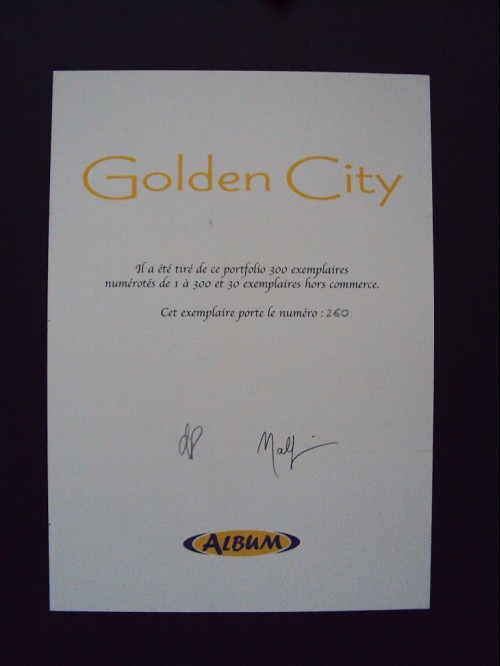 Golden City
Il a été tiré de ce portfolio 300 exemplaires
numérotés de 1 à 300 et 30 exemplaires hors commerce.
Cet exemplaire porte le numéro : 260
Malf
ALBUM